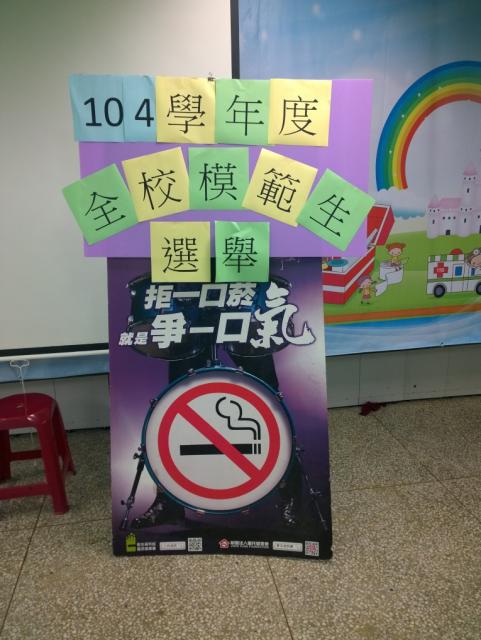 104學年度
全校模範生
選舉
拒一口菸
就是爭一口氣